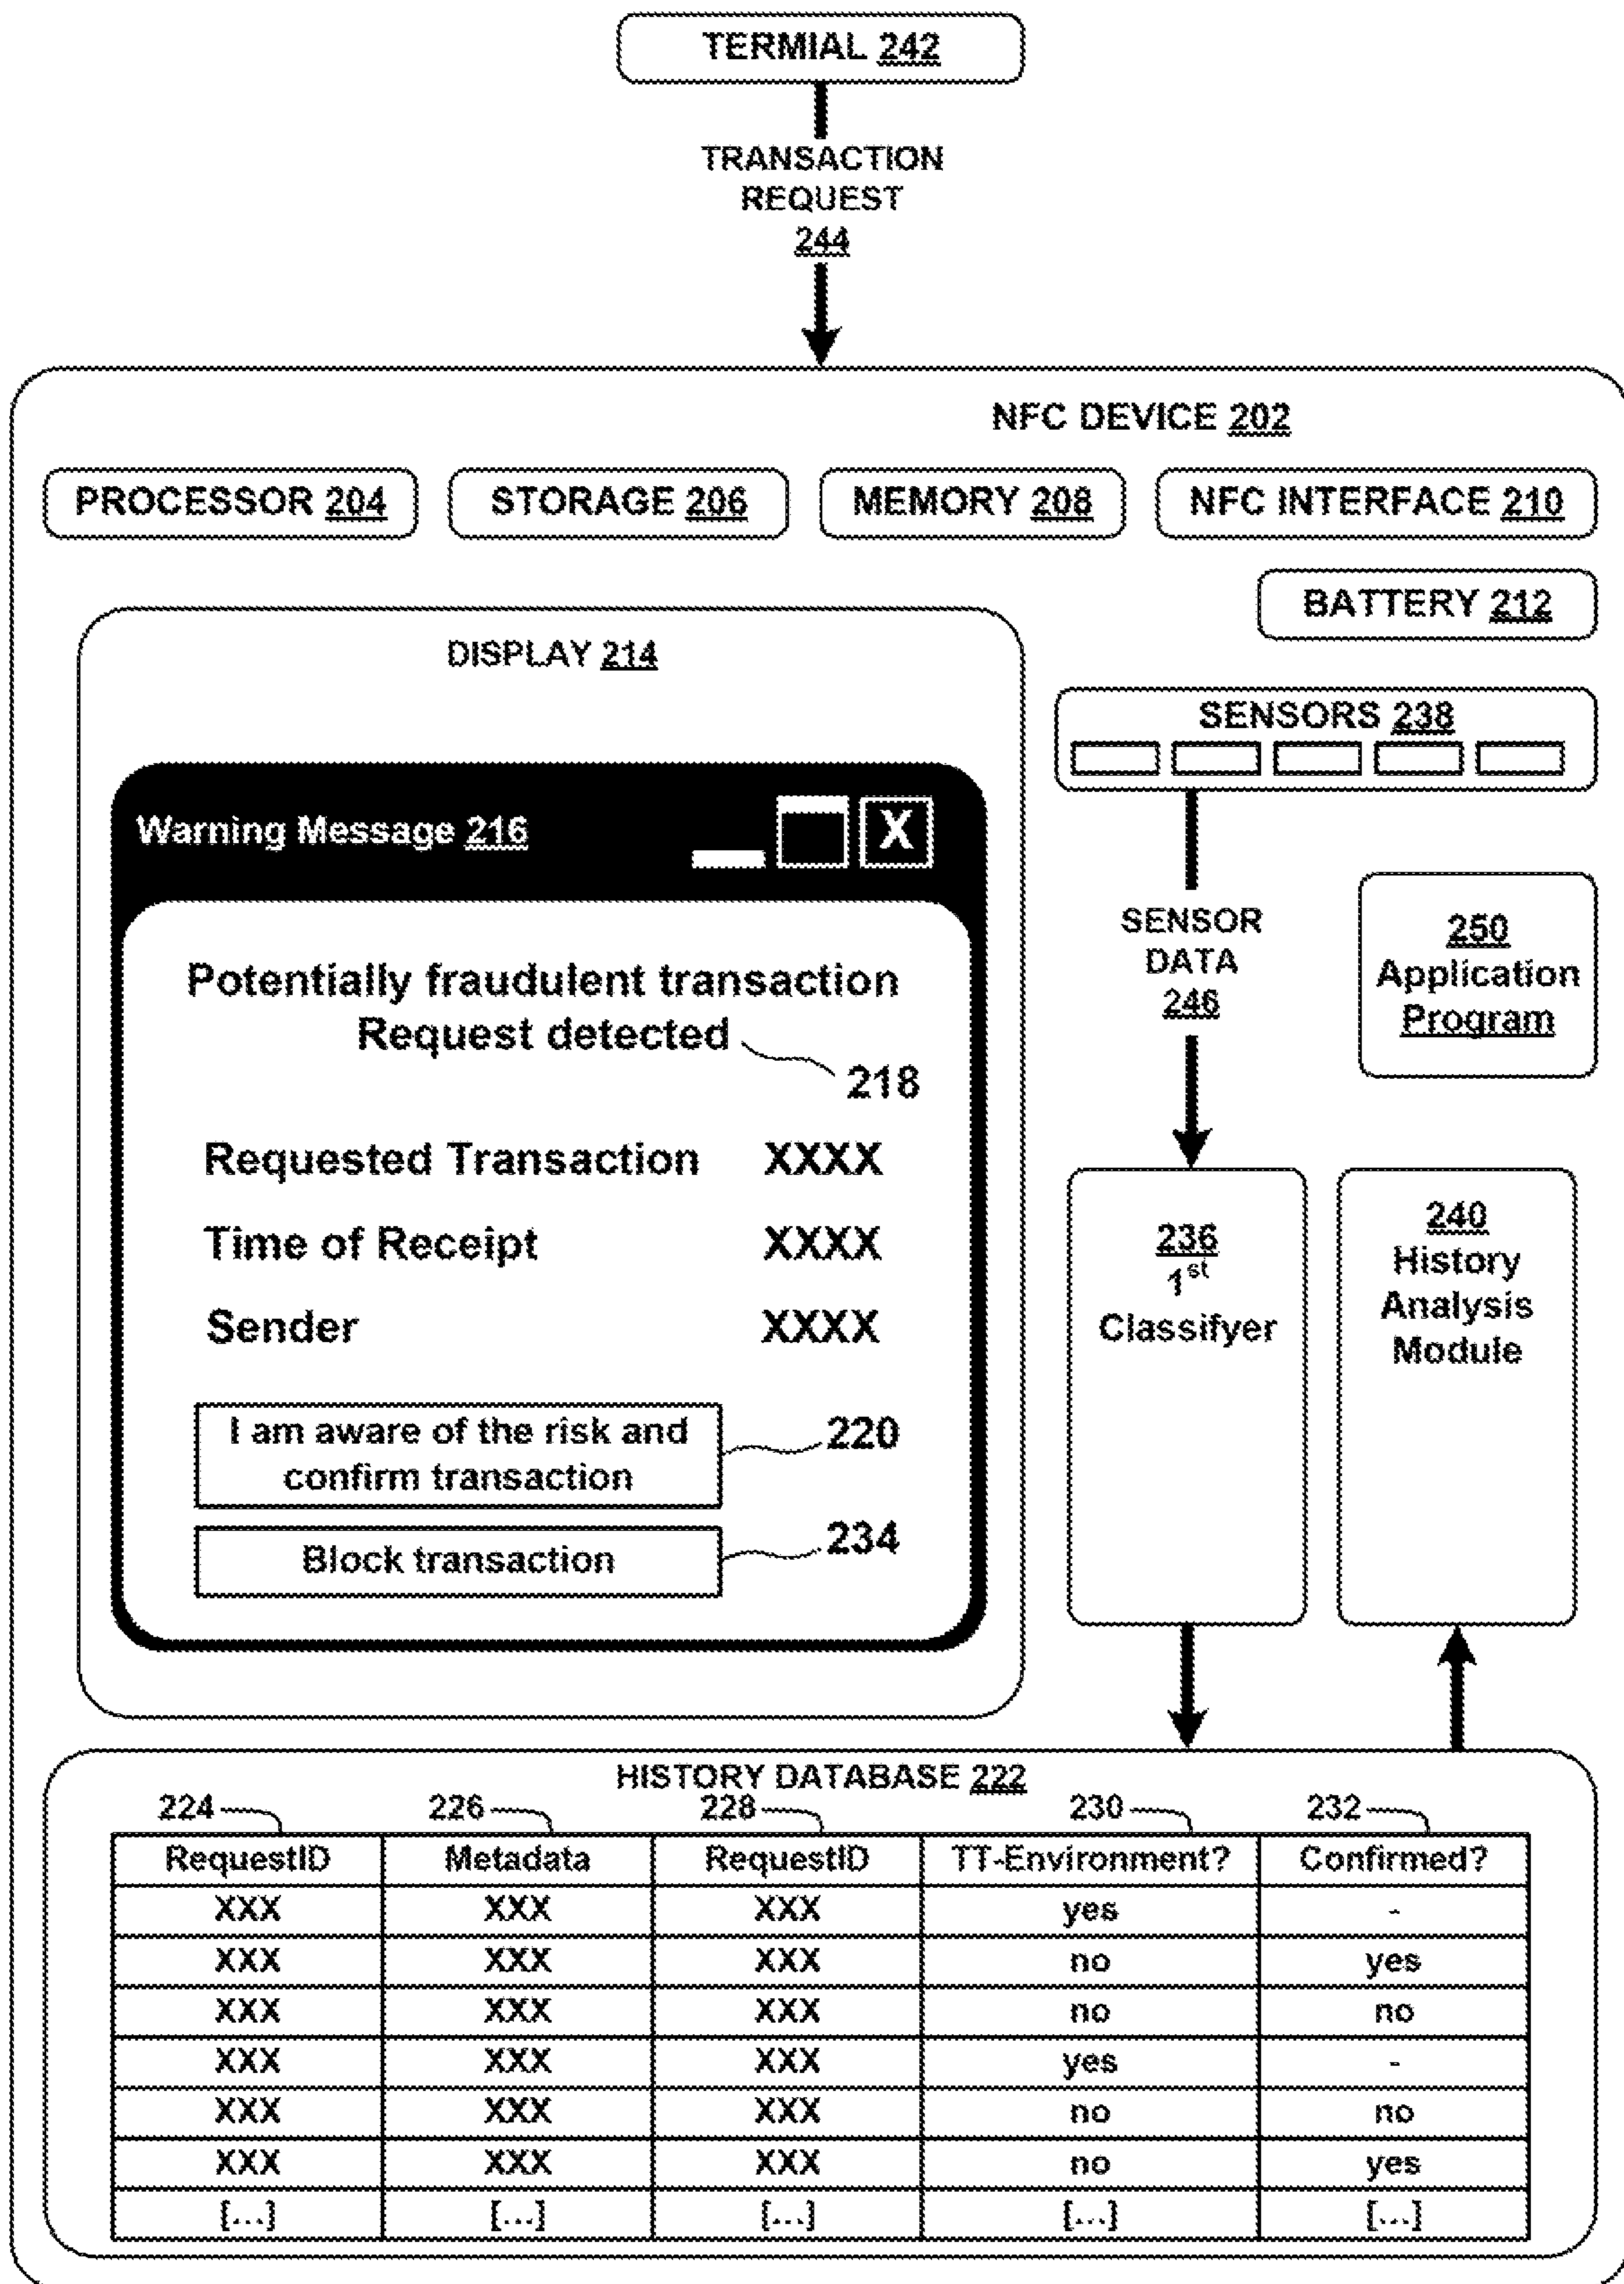 TERMIAL 242
TRANSACTION
REQUEST
244
NFC DEVICE 202
PROCESSOR 204
STORAGE 206
MEMORY 208
NFC INTERFACE 210
BATTERY 212
DISPLAY 214
SENSORS 238
Warning Message 216
X
Potentially fraudulent transaction
Request detected
218
Requested Transaction XXXX
Time of Receipt XXXX
Sender XXXX
I am aware of the risk and
confirm transaction
220
Block transaction
234
SENSOR
DATA
246
250
Application
Program
236
1st
Classifyer
240
History
Analysis
Module
HISTORY DATABASE 222
224 226 228 230 232
RequestID Metadata RequestID TT-Environment? Confirmed?
XXX XXX XXX yes -
XXX XXX XXX no yes
XXX XXX XXX no no
XXX XXX XXX yes -
XXX XXX XXX no no
XXX XXX XXX no yes
[...] [...] [...] [...] [...]